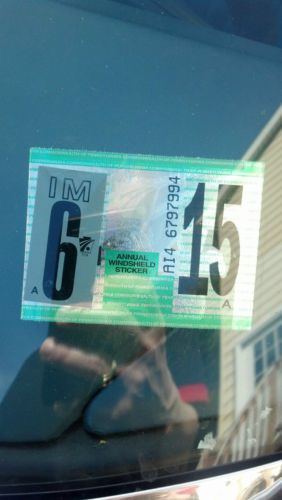 IM
6
A
ANNUAL
WINDSHIELD
STICKER
AI4 6797994
15
A